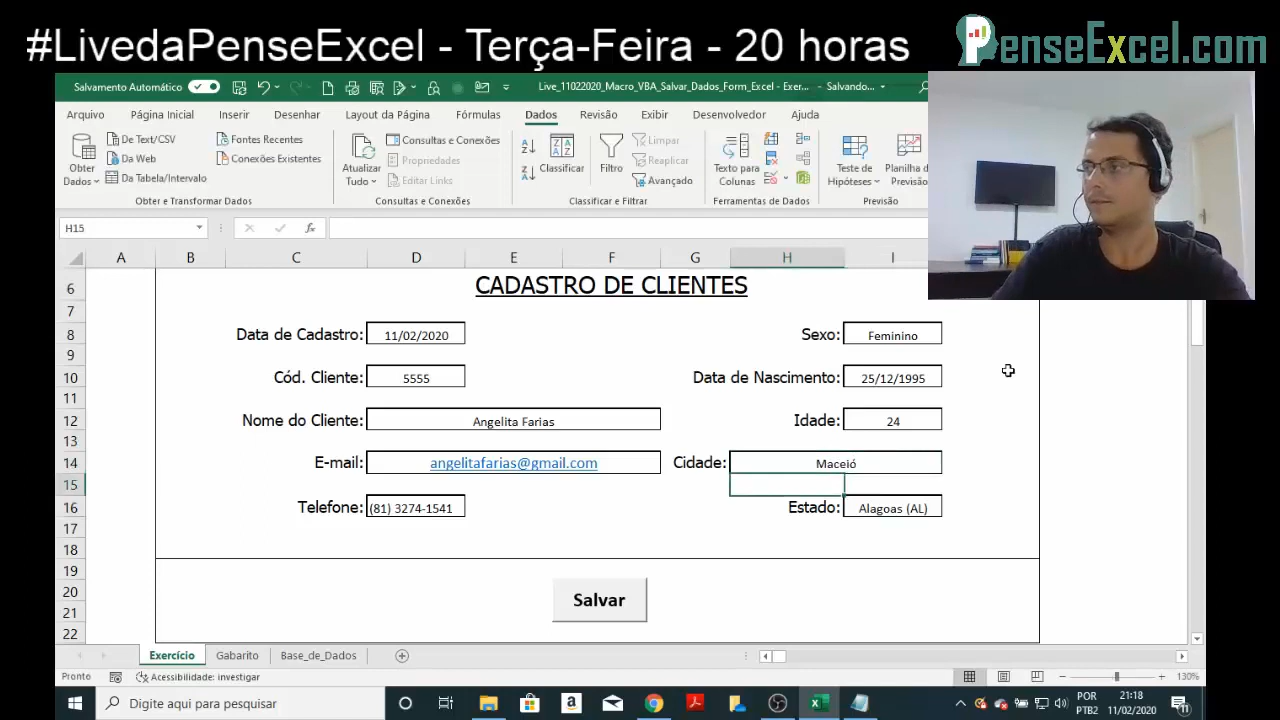 #LivedaPenseExcel - Terça-Feira - 20 horas
PenseExcel.com
Salvamento Automático
Live_11022020_Macro_VBA_Salvar_Dados_Form_Excel - Exer... - Salvando...
Arquivo Página Inicial Inserir Desenhar Layout da Página Fórmulas Dados Revisão Exibir Desenvolvedor Ajuda
Obter Dados
De Text/CSV
Da Web
Da Tabela/Intervalo
Fontes Recentes
Conexões Existentes
Obter e Transformar Dados
Atualizar Tudo
Consultas e Conexões
Propriedades
Editar Links
Consultas e Conexões
Classificar
Filtro
Limpar
Reaplicar
Avançado
Classificar e Filtrar
Texto para Colunas
Ferramentas de Dados
Teste de Hipóteses
Planilha de Previsão
Previsão
H15
fx
A B C D E F G H I
6 CADASTRO DE CLIENTES
7
8 Data de Cadastro: 11/02/2020 Sexo: Feminino
9
10 Cód. Cliente: 5555 Data de Nascimento: 25/12/1995
11
12 Nome do Cliente: Angelita Farias Idade: 24
13
14 E-mail: angelitafarias@gmail.com Cidade: Maceió
15
16 Telefone: (81) 3274-1541 Estado: Alagoas (AL)
17
18
19
20 Salvar
21
22
Exercício Gabarito Base_de_Dados
Pronto Acessibilidade: investigar 130%
Digite aqui para pesquisar
POR
PTB2
21:18
11/02/2020
11